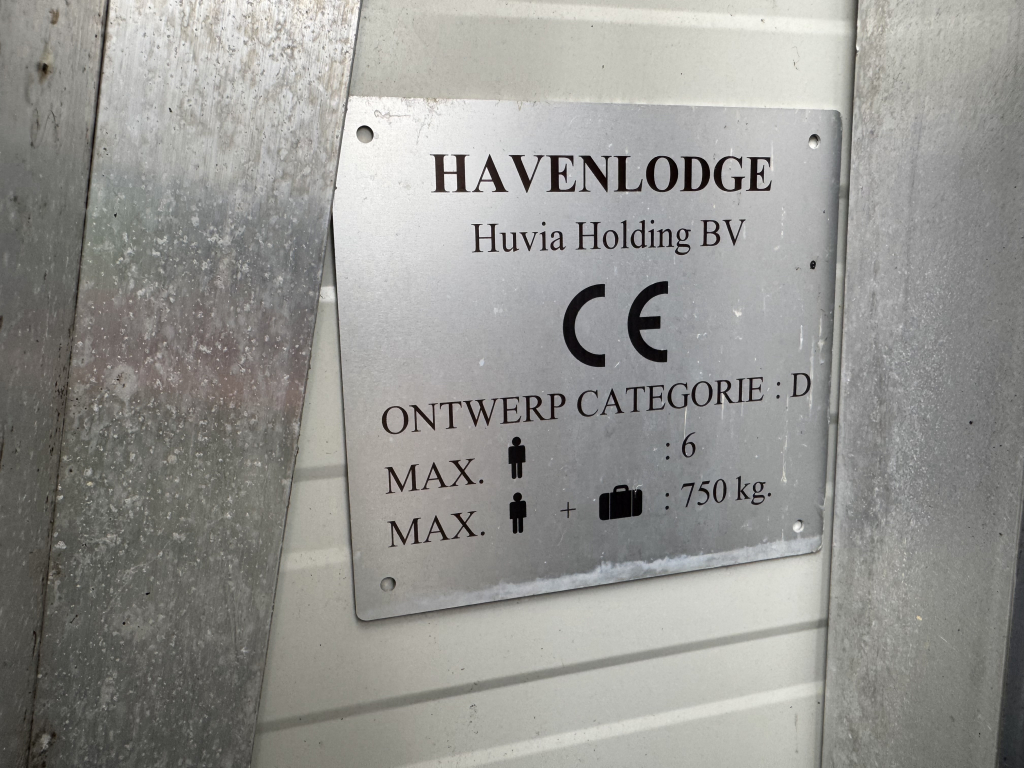 HAVENLODGE
Huvia Holding BV
CE
ONTWERP CATEGORIE : D
MAX. : 6
MAX. + : 750 kg.